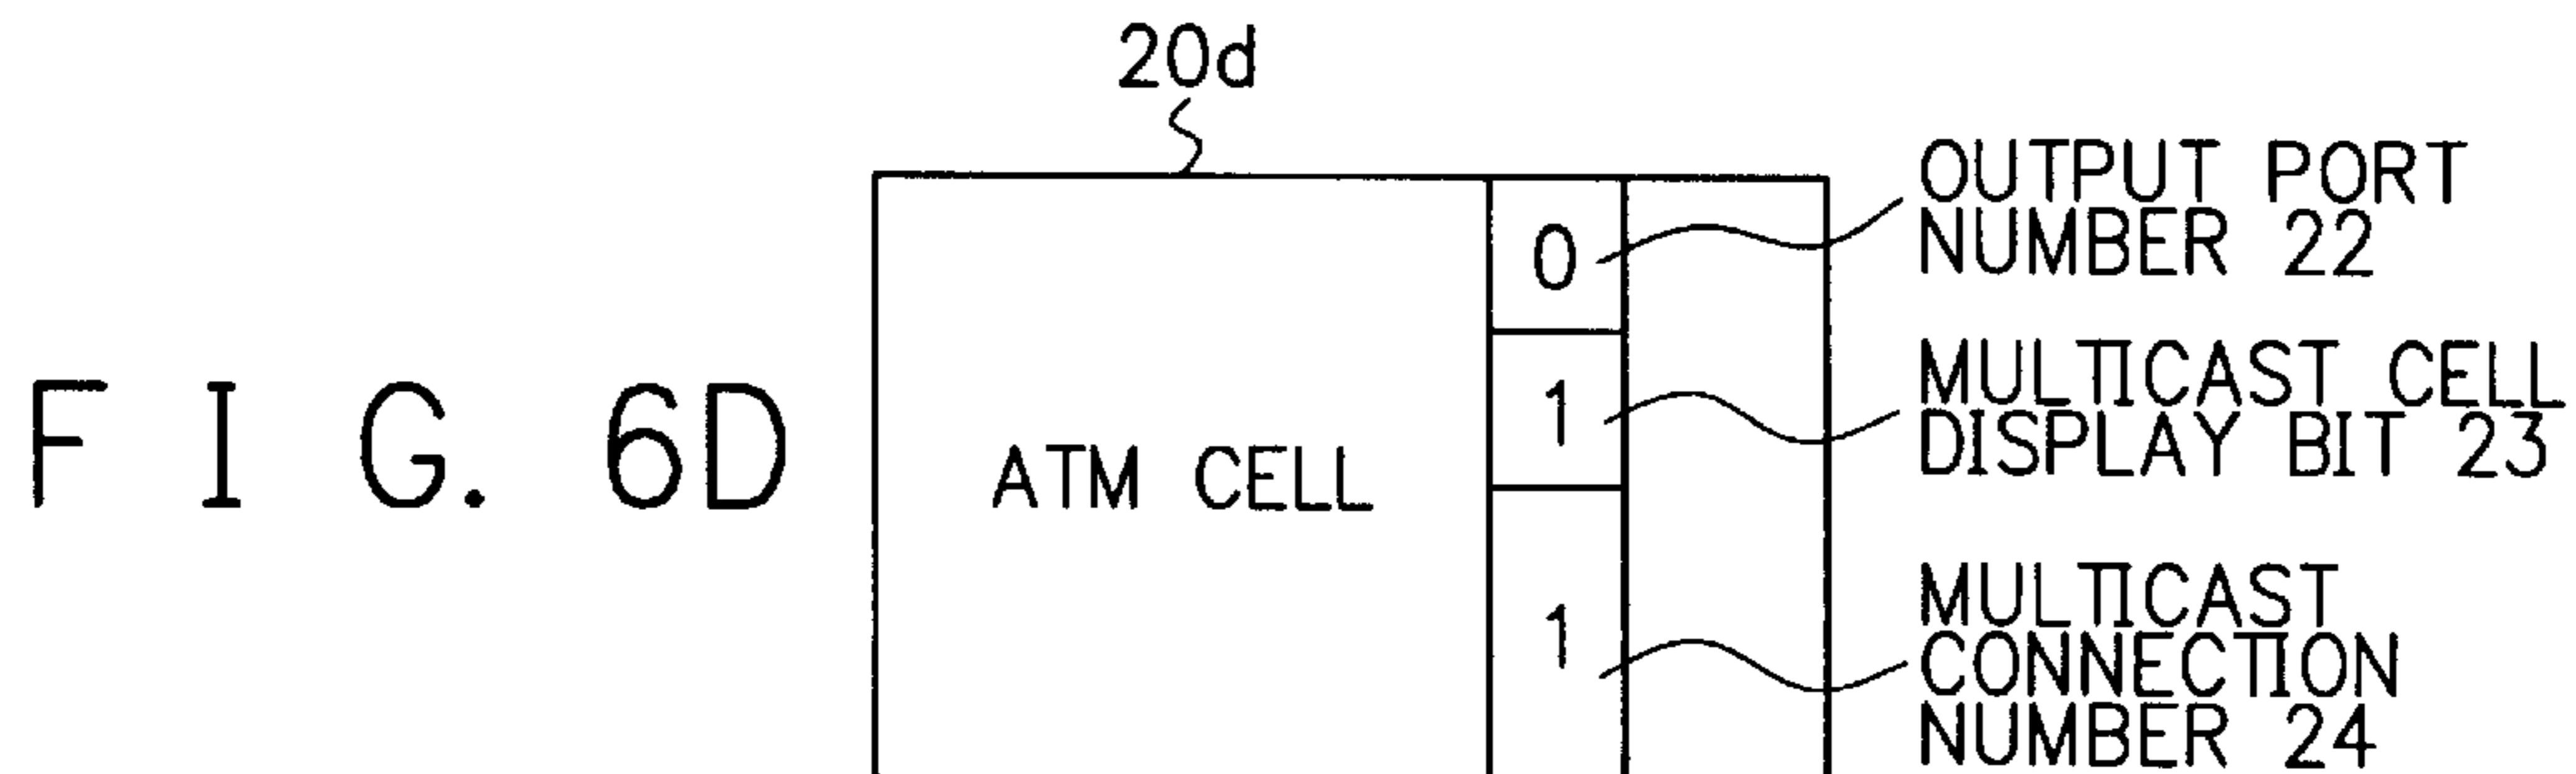 20d
OUTPUT PORT
NUMBER 22
0
MULTICAST CELL
DISPLAY BIT 23
1
F I G. 6D
ATM CELL
MULTICAST
CONNECTION
NUMBER 24
1